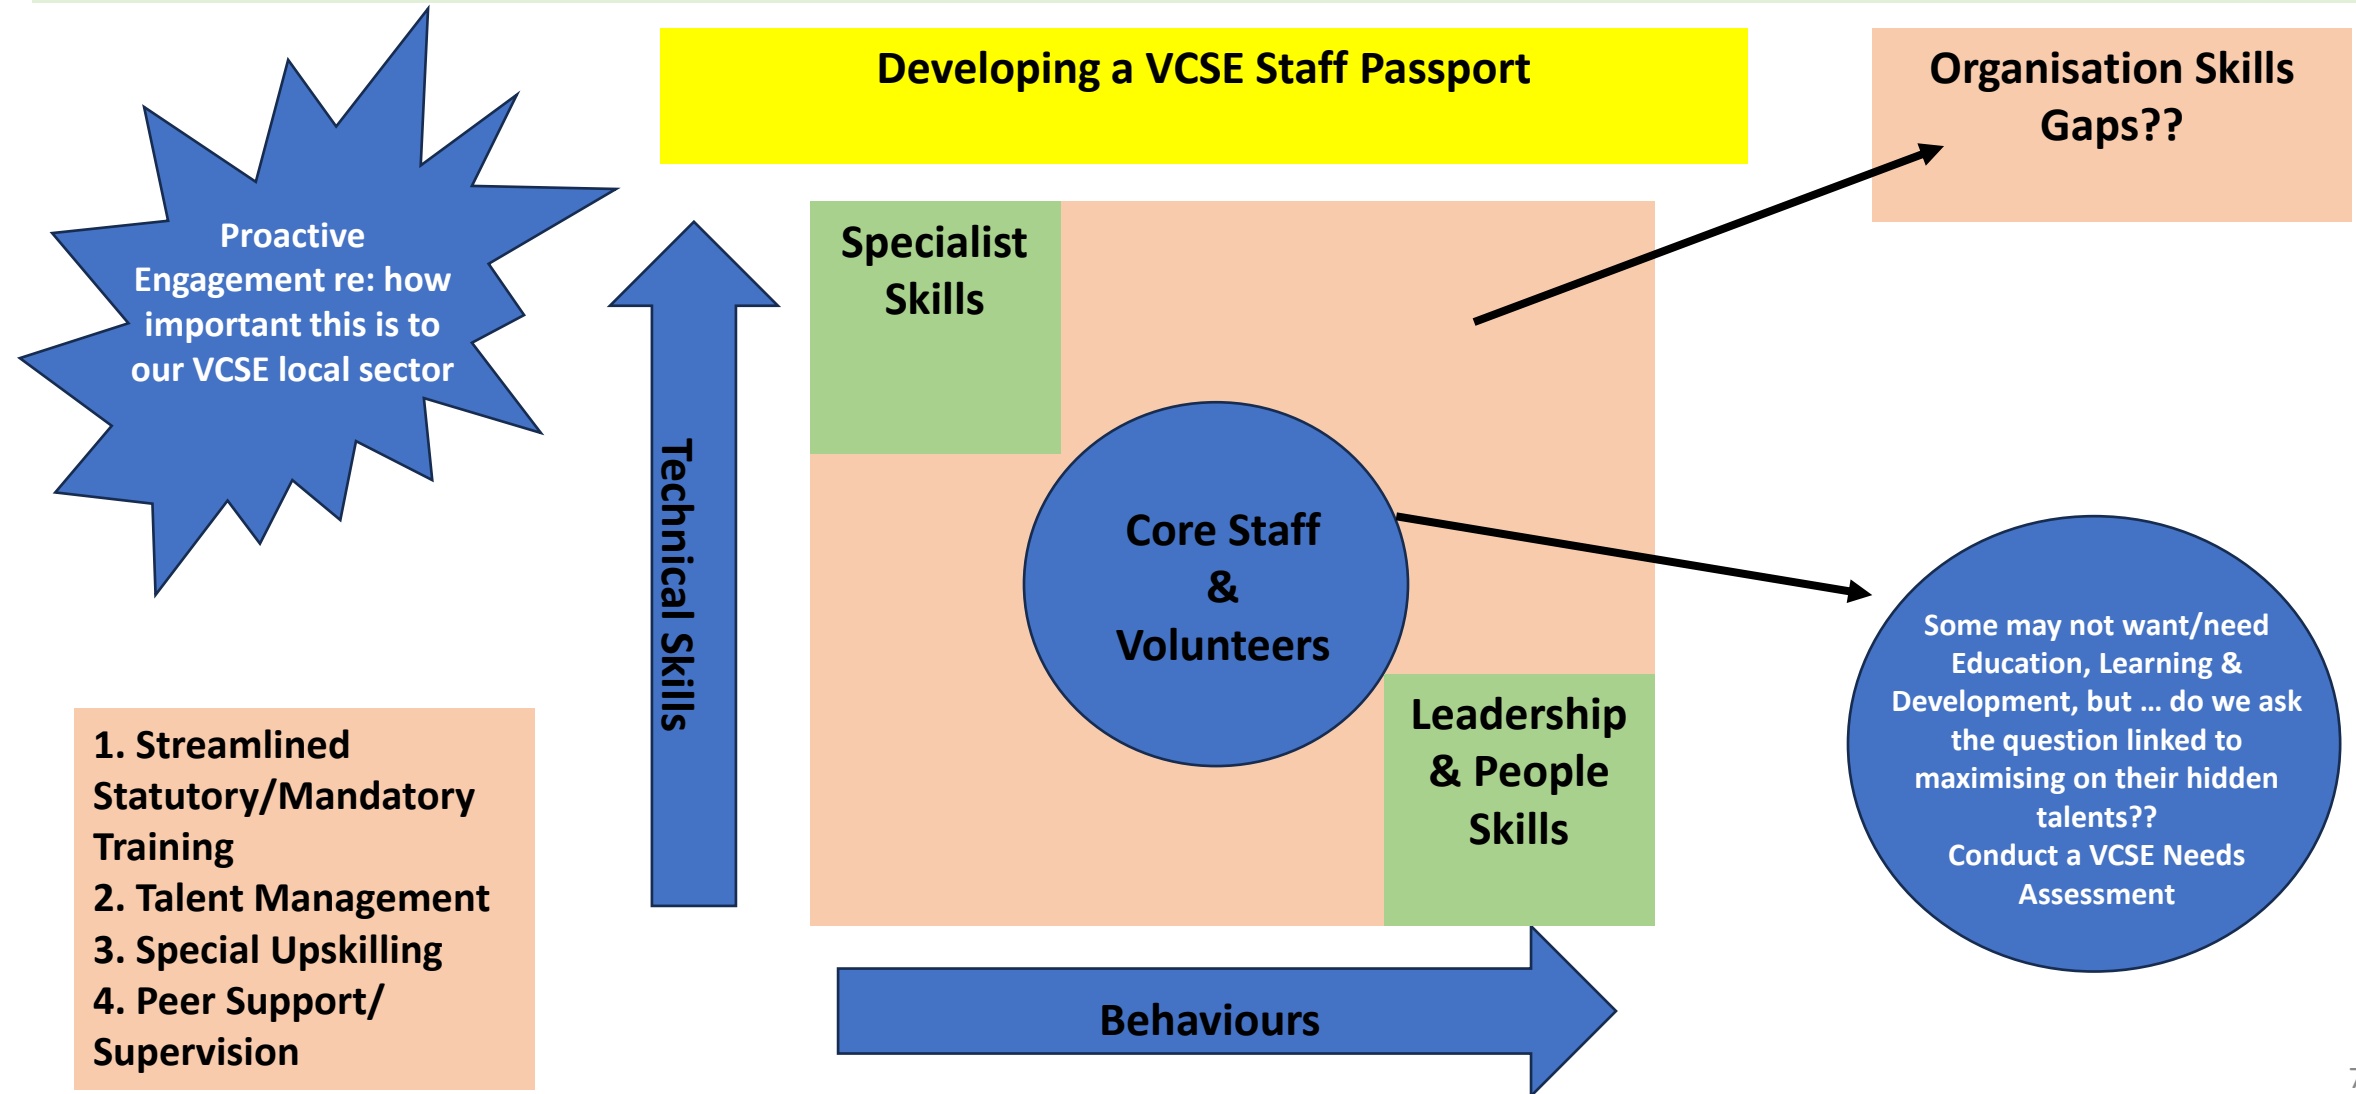 Developing a VCSE Staff Passport
Organisation Skills
Gaps??
Proactive
Engagement re: how
important this is to
our VCSE local sector
Specialist
Skills
Technical Skills
Core Staff
&
Volunteers
Leadership
& People
Skills
Some may not want/need
Education, Learning &
Development, but ... do we ask
the question linked to
maximising on their hidden
talents??
Conduct a VCSE Needs
Assessment
1. Streamlined
Statutory/Mandatory
Training
2. Talent Management
3. Special Upskilling
4. Peer Support/
Supervision
Behaviours
7